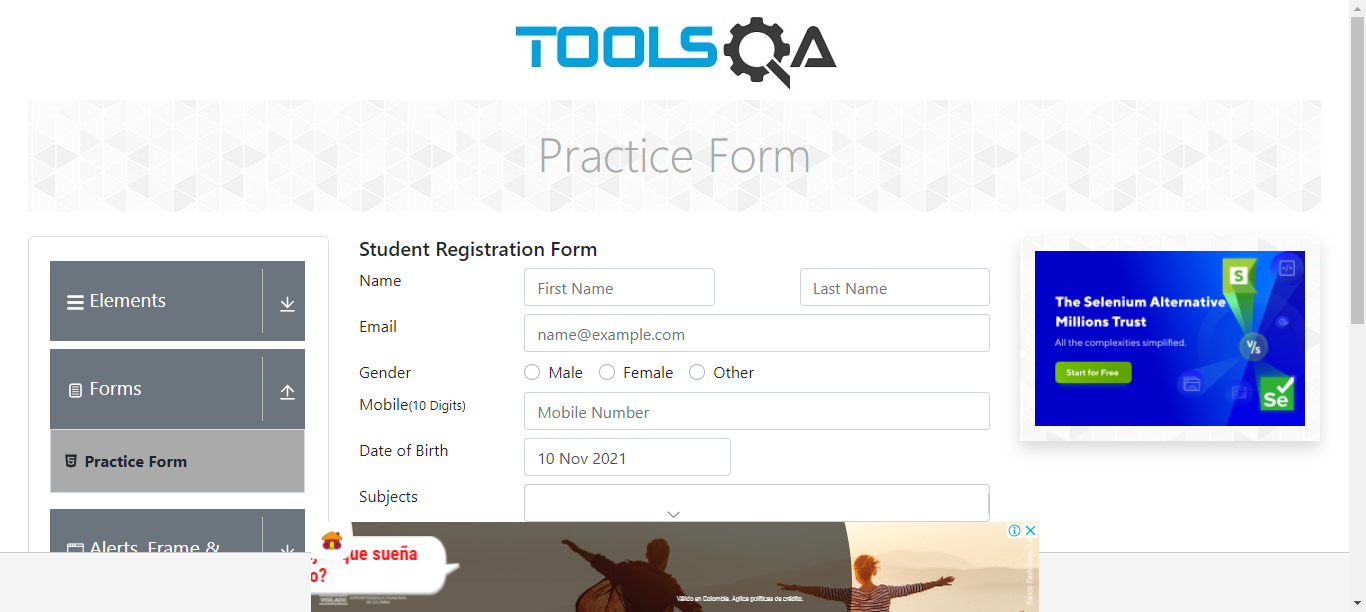 TOOLSQA
Practice Form
Elements
Forms
Practice Form
Alerts, Frame &
Student Registration Form
Name
First Name
Last Name
Email
name@example.com
Gender
Male
Female
Other
Mobile(10 Digits)
Mobile Number
Date of Birth
10 Nov 2021
Subjects
The Selenium Alternative
Millions Trust
All the complexities simplified.
Start for Free
S
V/s
Se
que sueña
o?
VIGILADO
Válido en Colombia. Aplica políticas de crédito.